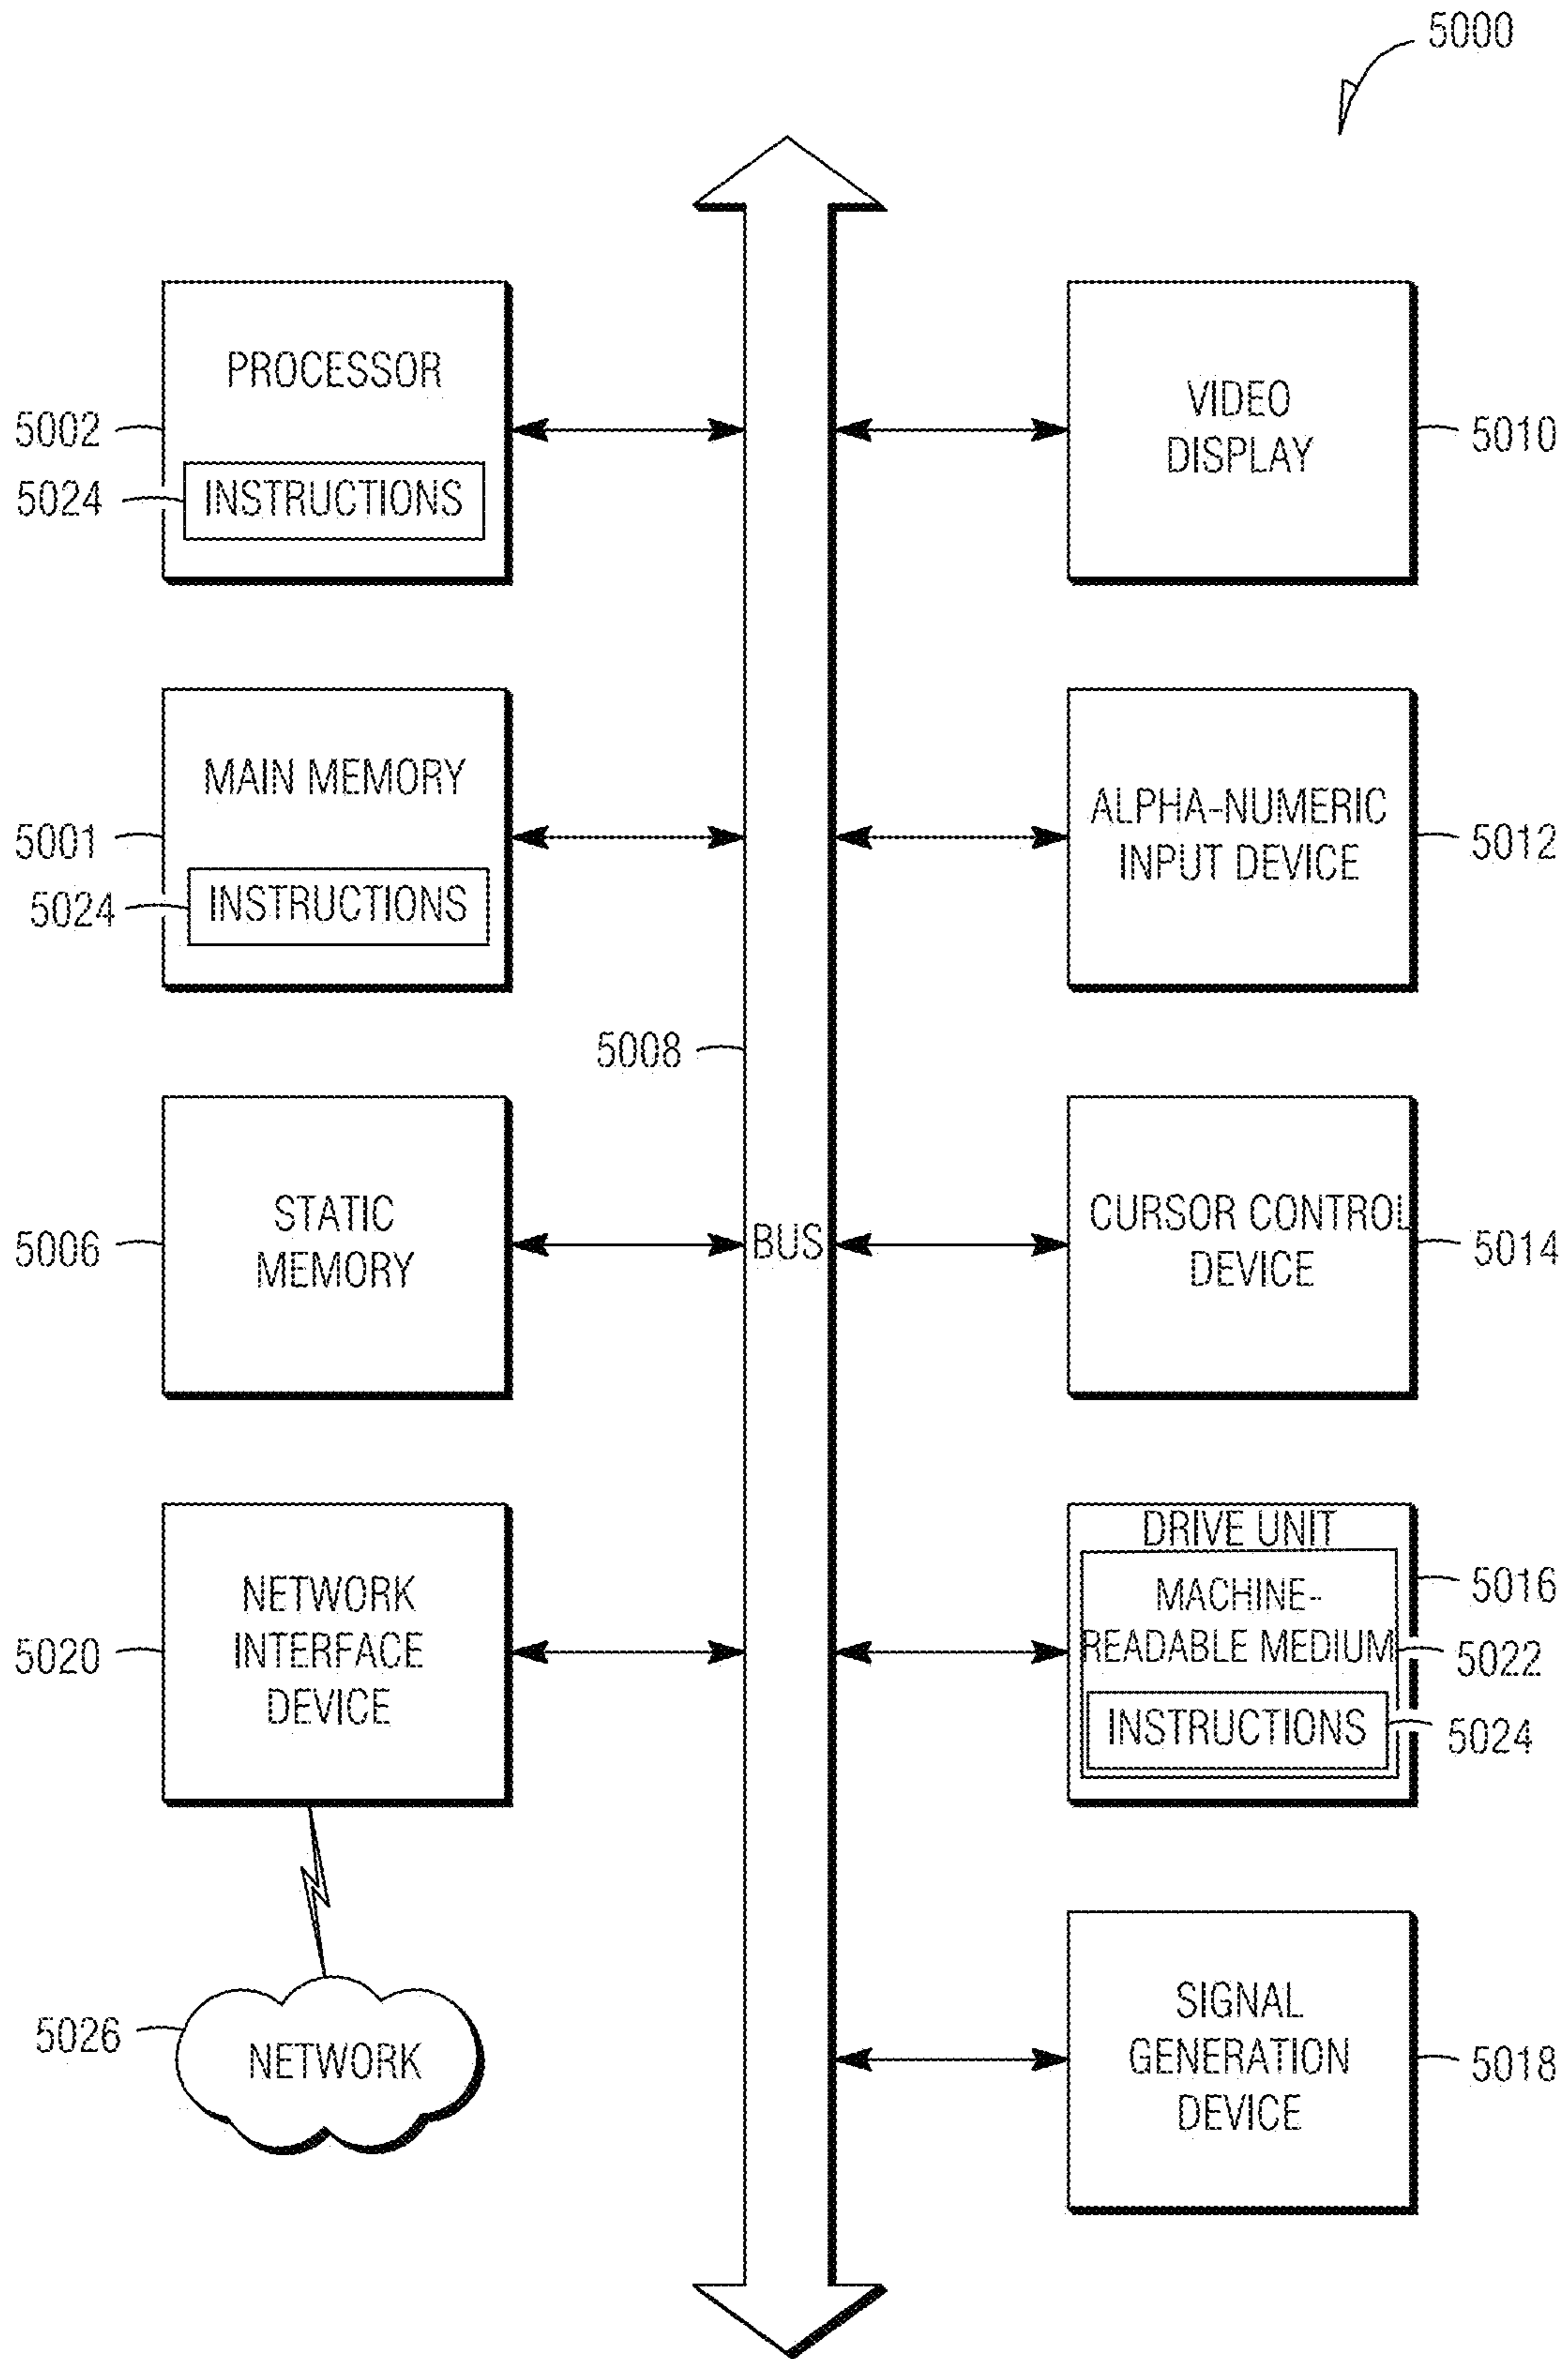 5000
PROCESSOR
5002
5024
INSTRUCTIONS
VIDEO
DISPLAY
5010
MAIN MEMORY
5001
5024
INSTRUCTIONS
ALPHA-NUMERIC
INPUT DEVICE
5012
5008
STATIC
MEMORY
5006
BUS
CURSOR CONTROL
DEVICE
5014
NETWORK
INTERFACE
DEVICE
5020
DRIVE UNIT
5016
MACHINE-
READABLE MEDIUM
5022
INSTRUCTIONS
5024
5026
NETWORK
SIGNAL
GENERATION
DEVICE
5018